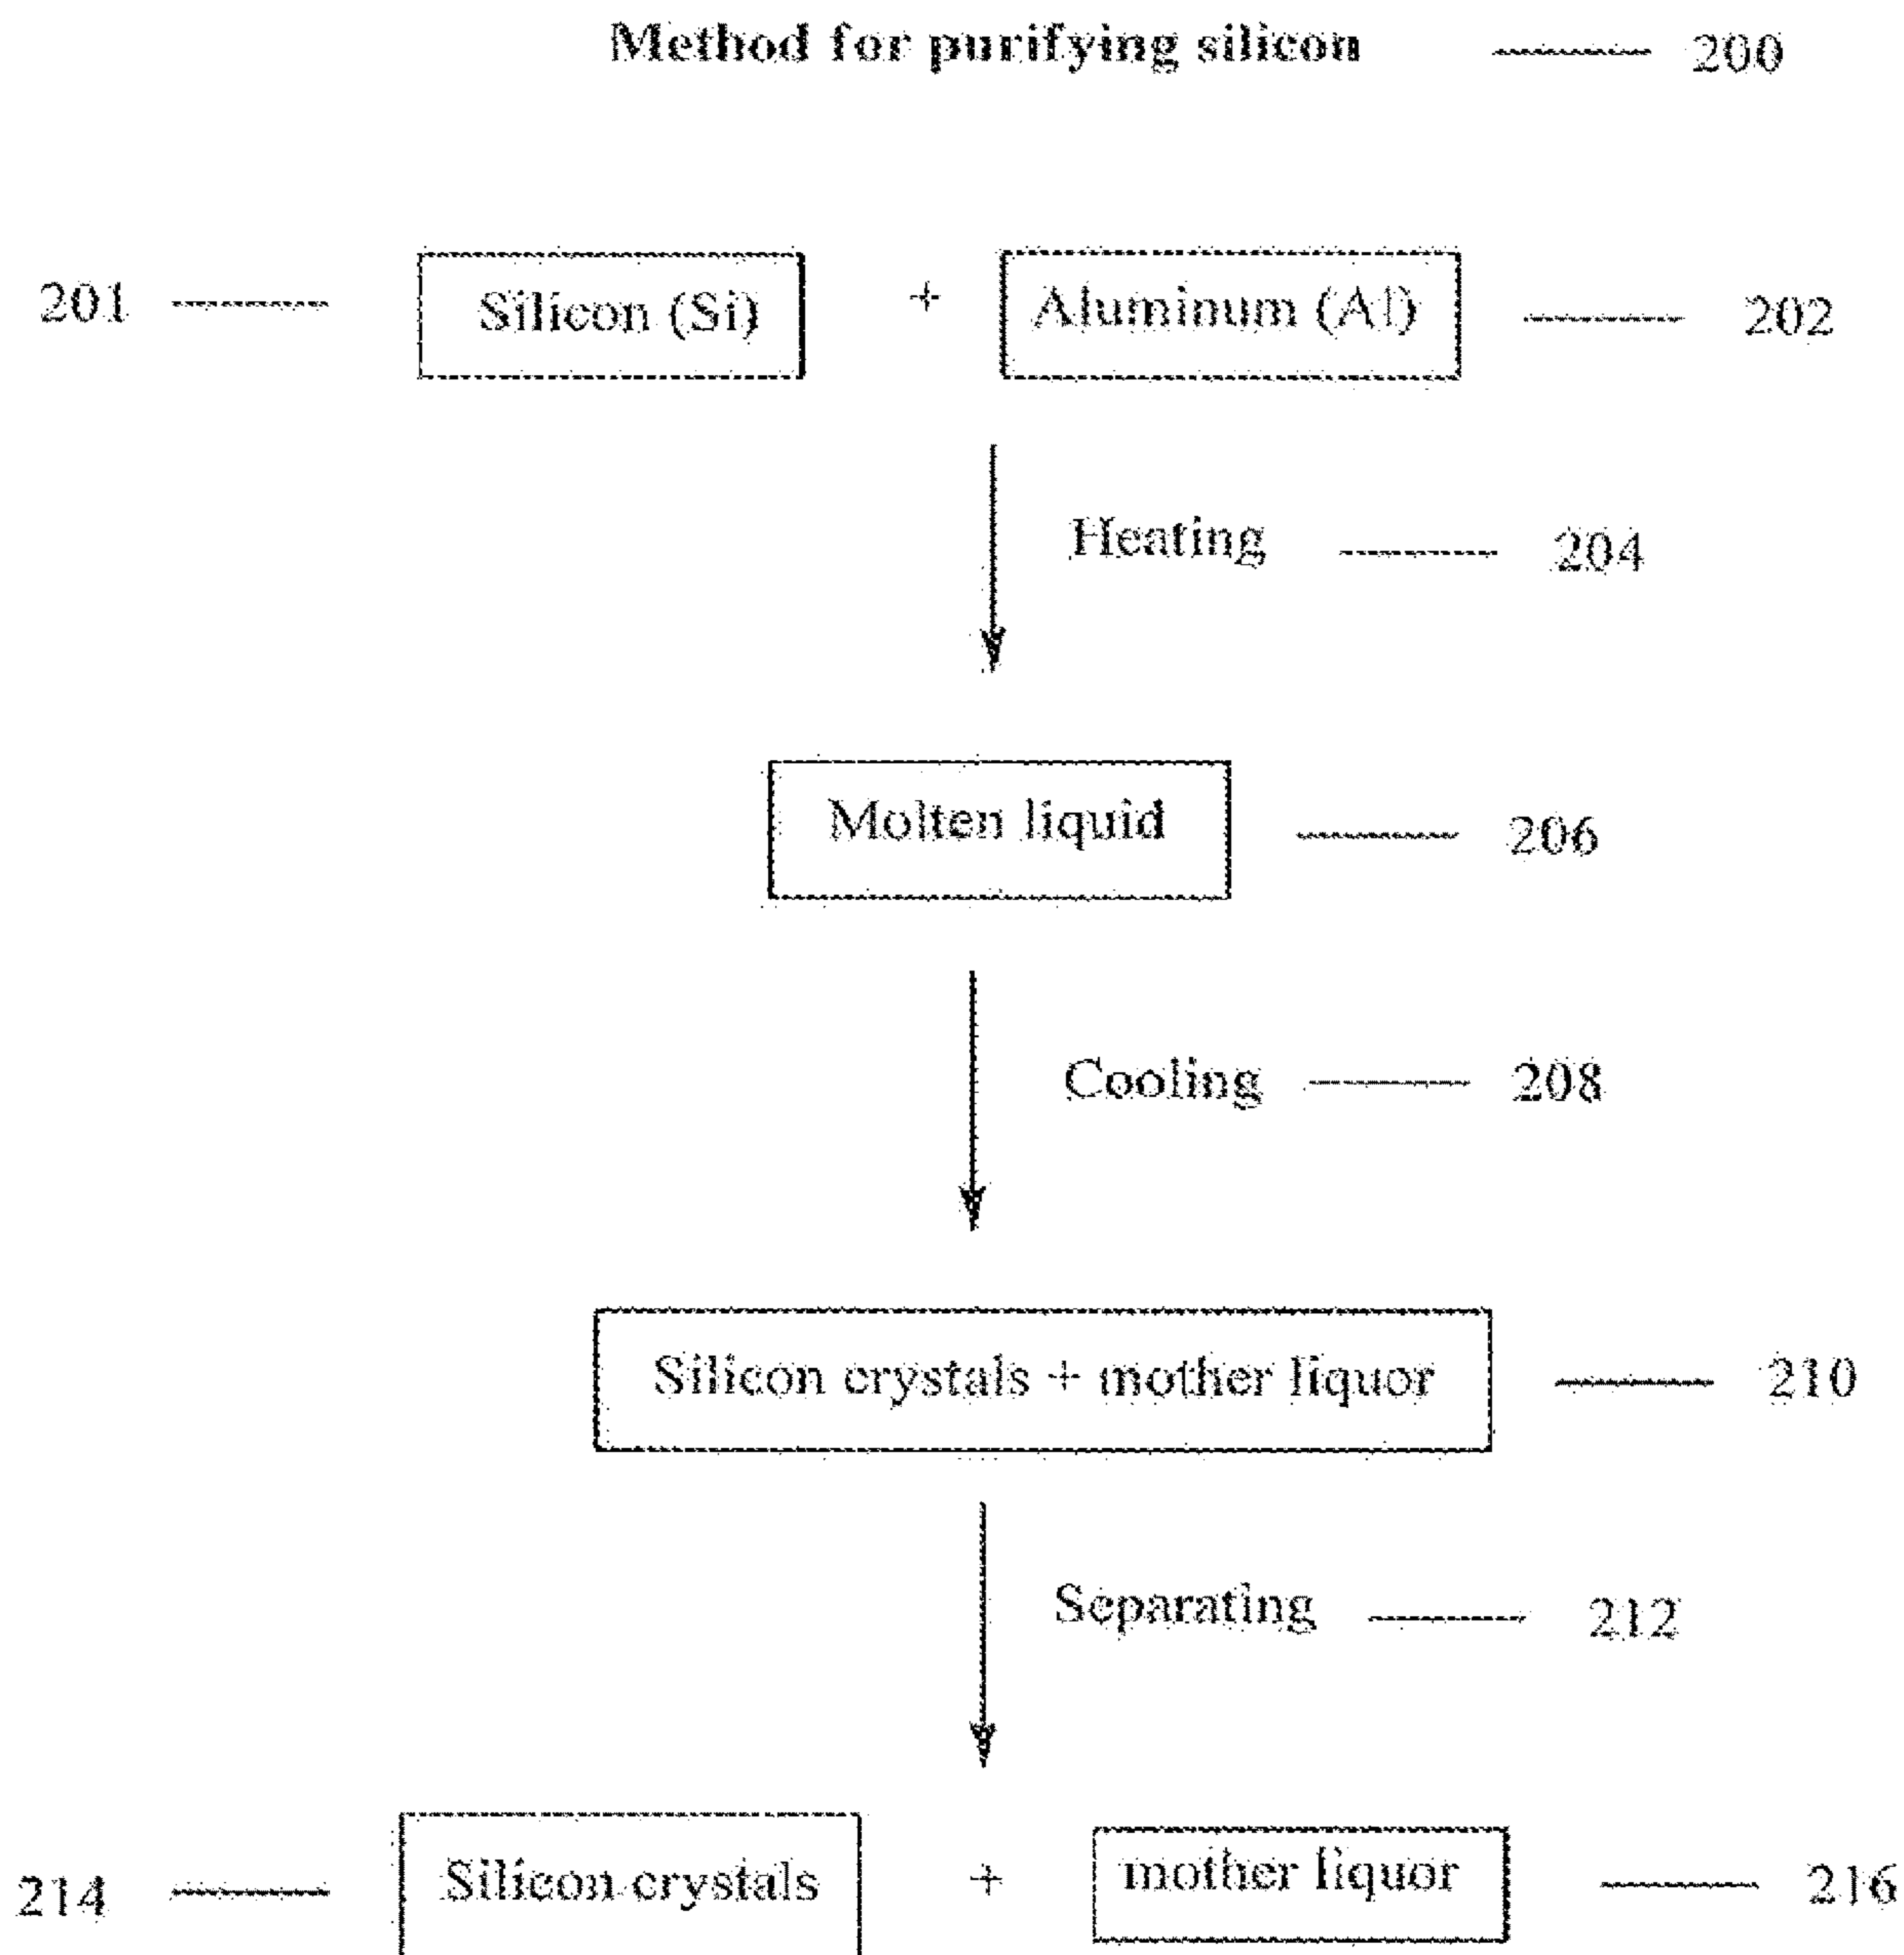 Method for purifying silicon 200
201 Silicon (Si) + Aluminum (Al) 202
Heating 204
Molten liquid 206
Cooling 208
Silicon crystals + mother liquor 210
Separating 212
214 Silicon crystals + mother liquor 216